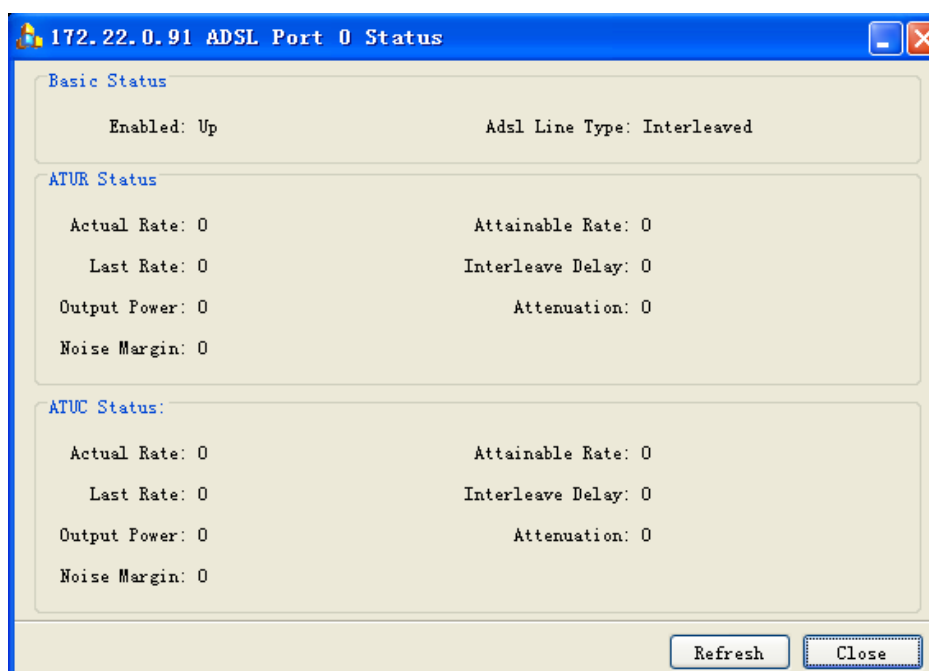 172.22.0.91 ADSL Port 0 Status
Basic Status
Enabled: Up Adsl Line Type: Interleaved
ATUR Status
Actual Rate: 0 Attainable Rate: 0
Last Rate: 0 Interleave Delay: 0
Output Power: 0 Attenuation: 0
Noise Margin: 0
ATUC Status:
Actual Rate: 0 Attainable Rate: 0
Last Rate: 0 Interleave Delay: 0
Output Power: 0 Attenuation: 0
Noise Margin: 0
Refresh Close